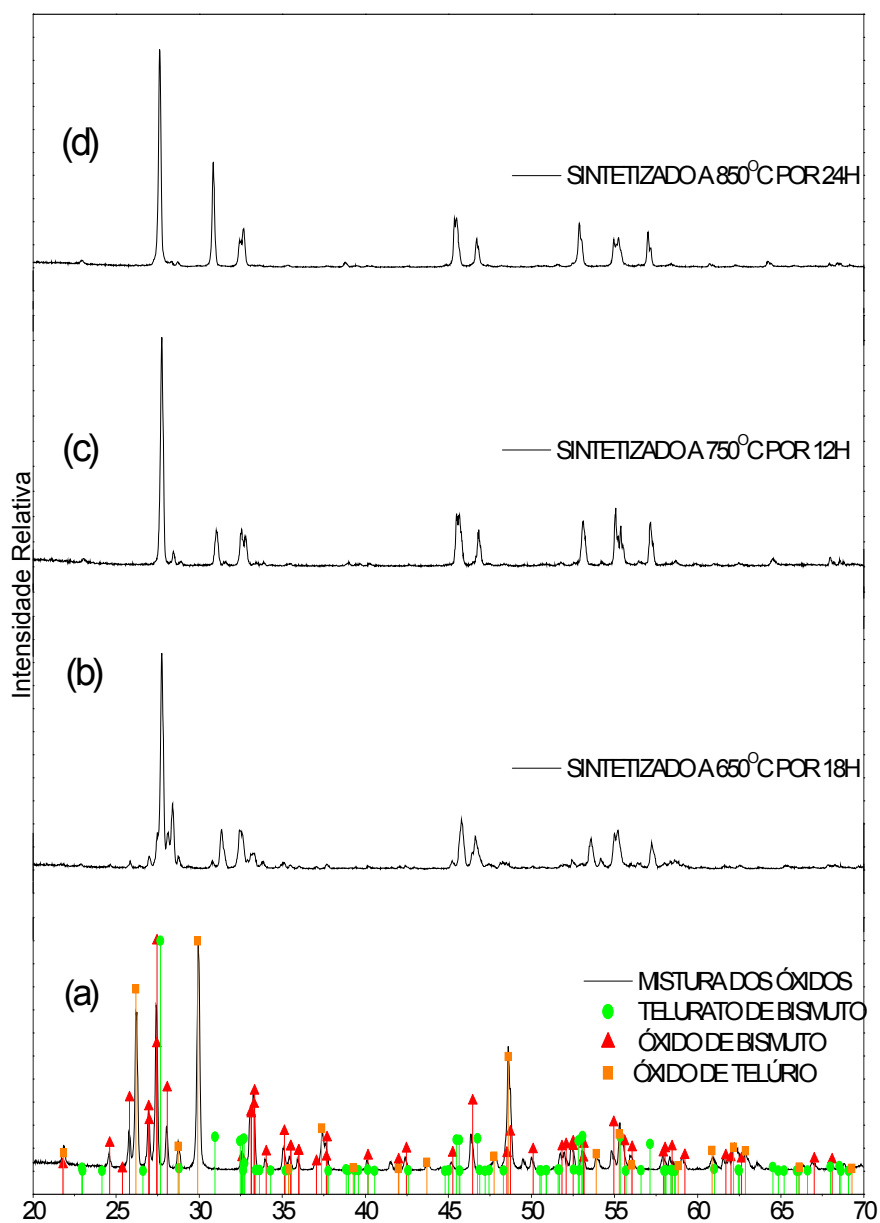 (d)
SINTETIZADO A 850°C POR 24H
(c)
SINTETIZADO A 750°C POR 12H
Intensidade Relativa
(b)
SINTETIZADO A 650°C POR 18H
(a)
MISTURA DOS ÓXIDOS
TELURATO DE BISMUTO
ÓXIDO DE BISMUTO
ÓXIDO DE TELÚRIO
20 25 30 35 40 45 50 55 60 65 70